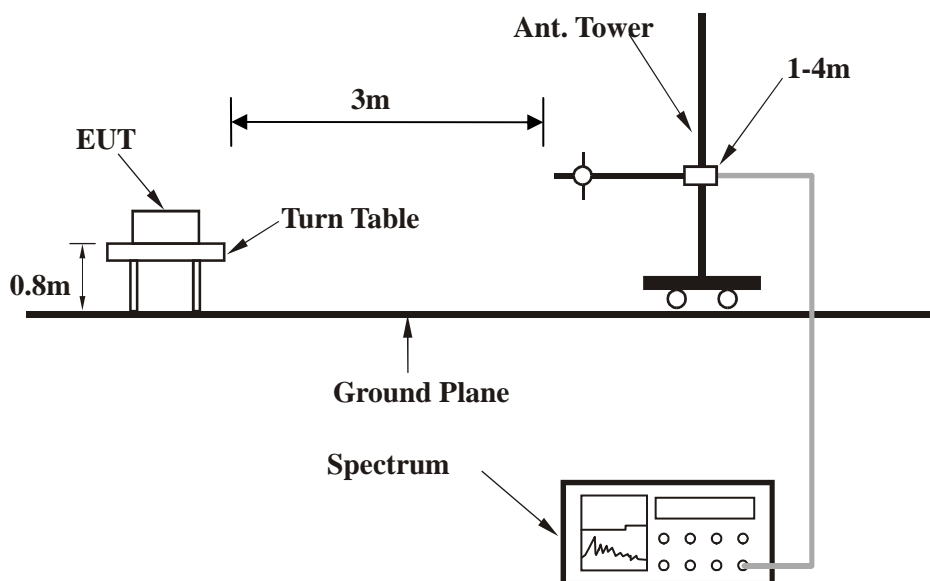 Ant. Tower
1-4m
3m
EUT
Turn Table
0.8m
Ground Plane
Spectrum